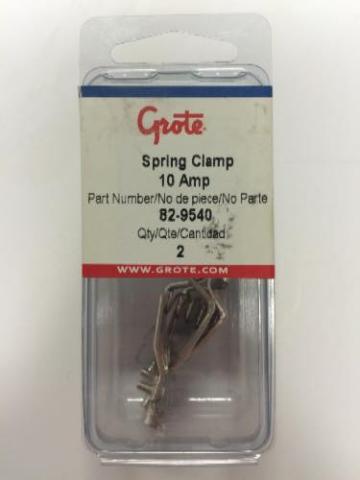 Grote
Spring Clamp
10 Amp
Part Number/No de piece/No Parte
82-9540
Qty/Qte/Cantidad
2
WWW.GROTE.COM